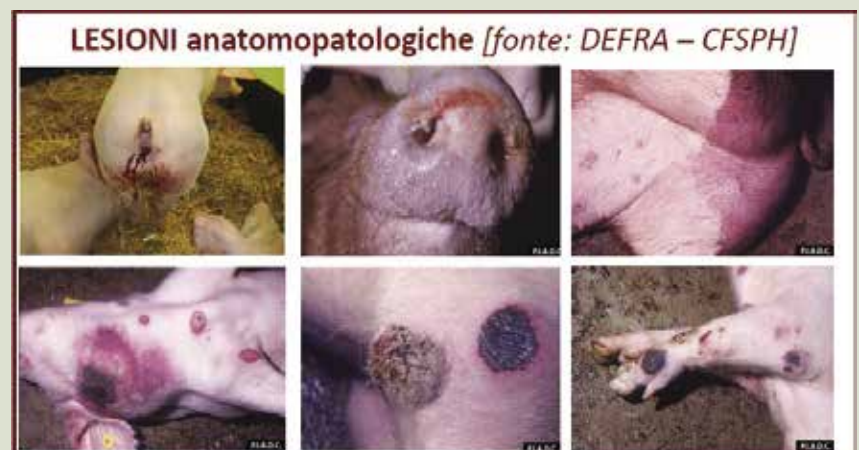 LESIONI anatomopatologiche [fonte: DEFRA – CFSPH]
P.I.A.D.C.
P.I.A.D.C.
P.I.A.D.C.
P.I.A.D.C.
P.I.A.D.C.